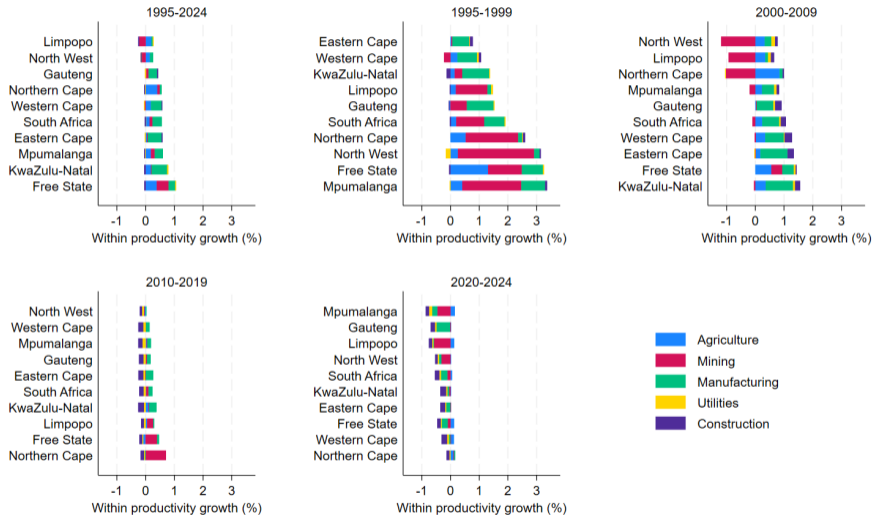 1995-2024
Limpopo
North West
Gauteng
Northern Cape
Western Cape
South Africa
Eastern Cape
Mpumalanga
KwaZulu-Natal
Free State
-1 0 1 2 3
Within productivity growth (%)
1995-1999
Eastern Cape
Western Cape
KwaZulu-Natal
Limpopo
Gauteng
South Africa
Northern Cape
North West
Free State
Mpumalanga
-1 0 1 2 3
Within productivity growth (%)
2000-2009
North West
Limpopo
Northern Cape
Mpumalanga
Gauteng
South Africa
Western Cape
Eastern Cape
Free State
KwaZulu-Natal
-1 0 1 2 3
Within productivity growth (%)
2010-2019
North West
Western Cape
Mpumalanga
Gauteng
Eastern Cape
South Africa
KwaZulu-Natal
Limpopo
Free State
Northern Cape
-1 0 1 2 3
Within productivity growth (%)
2020-2024
Mpumalanga
Gauteng
Limpopo
North West
South Africa
KwaZulu-Natal
Eastern Cape
Free State
Western Cape
Northern Cape
-1 0 1 2 3
Within productivity growth (%)
Agriculture
Mining
Manufacturing
Utilities
Construction